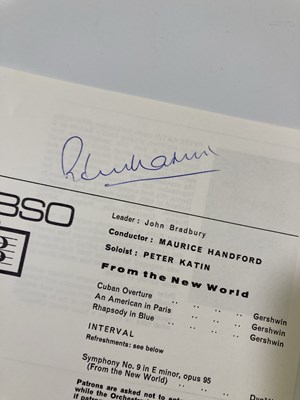 BSO
Leader: John Bradbury
Conductor: MAURICE HANDFORD
Soloist: PETER KATIN
From the New World
Cuban Overture .. .. .. .. Gershwin
An American in Paris .. .. .. Gershwin
Rhapsody in Blue .. .. .. .. Gershwin
INTERVAL
Refreshments: see below
Symphony No. 9 in E minor, opus 95
(From the New World) .. .. ..
Patrons are asked not to
while the